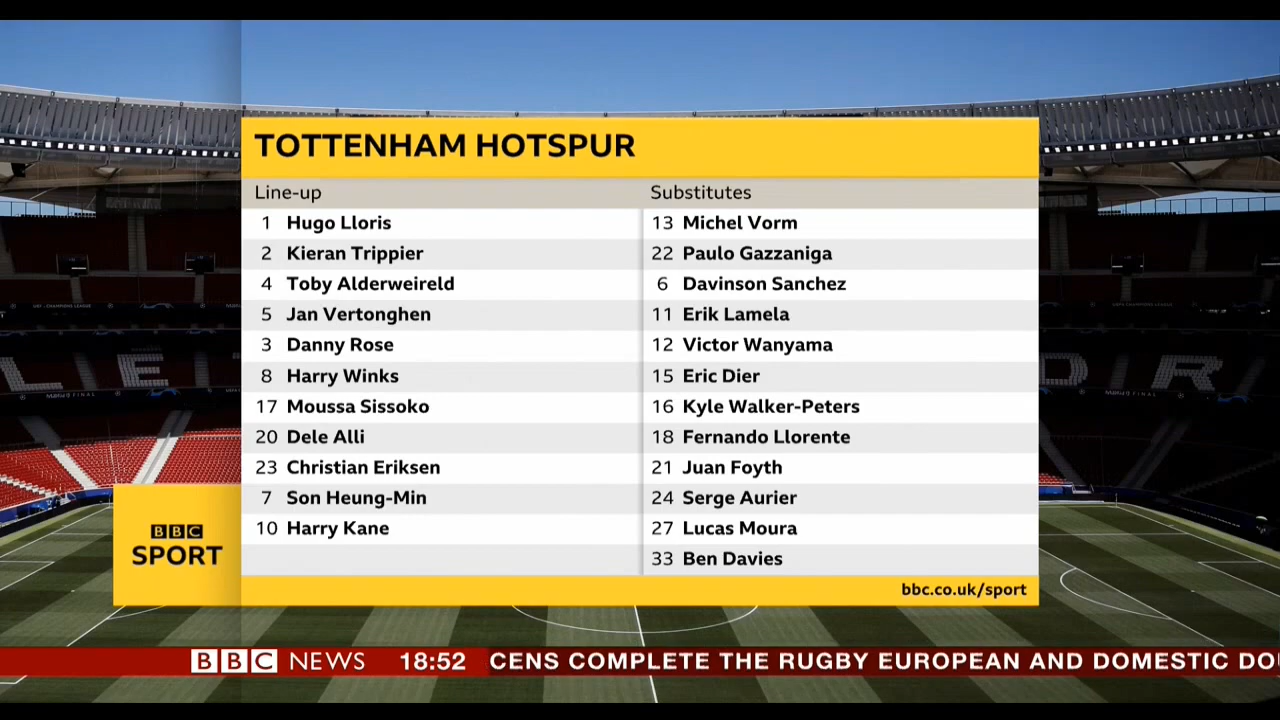 TOTTENHAM HOTSPUR
Line-up
1 Hugo Lloris
2 Kieran Trippier
4 Toby Alderweireld
5 Jan Vertonghen
3 Danny Rose
8 Harry Winks
17 Moussa Sissoko
20 Dele Alli
23 Christian Eriksen
7 Son Heung-Min
10 Harry Kane
Substitutes
13 Michel Vorm
22 Paulo Gazzaniga
6 Davinson Sanchez
11 Erik Lamela
12 Victor Wanyama
15 Eric Dier
16 Kyle Walker-Peters
18 Fernando Llorente
21 Juan Foyth
24 Serge Aurier
27 Lucas Moura
33 Ben Davies
BBC
SPORT
bbc.co.uk/sport
BBC NEWS 18:52 CENS COMPLETE THE RUGBY EUROPEAN AND DOMESTIC DO